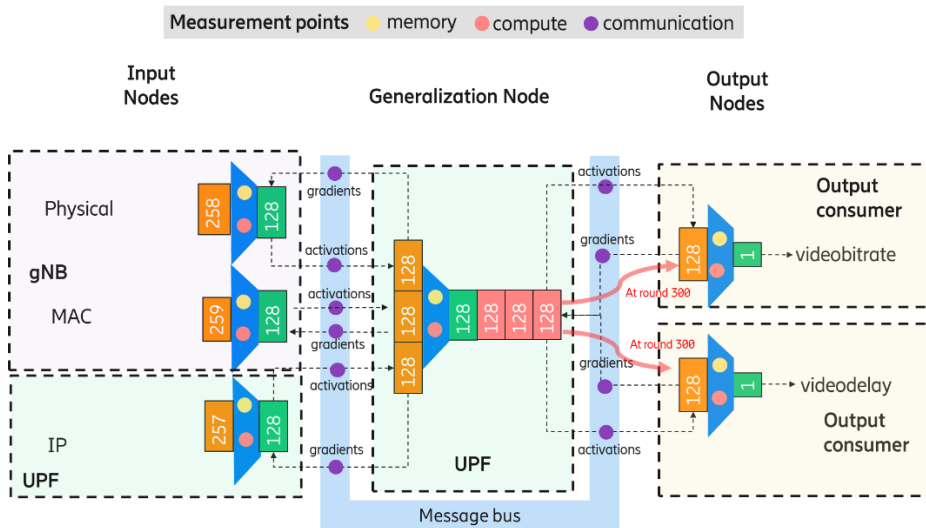 Measurement points memory compute communication
Input
Nodes
Generalization Node
Output
Nodes
Physical
258
128
gNB
MAC
259
128
IP
257
128
UPF
gradients
activations
activations
gradients
activations
gradients
128
128
128
128
128
128
128
UPF
Message bus
activations
gradients
At round 300
At round 300
gradients
activations
Output
consumer
128
1
videobitrate
128
1
videodelay
Output
consumer